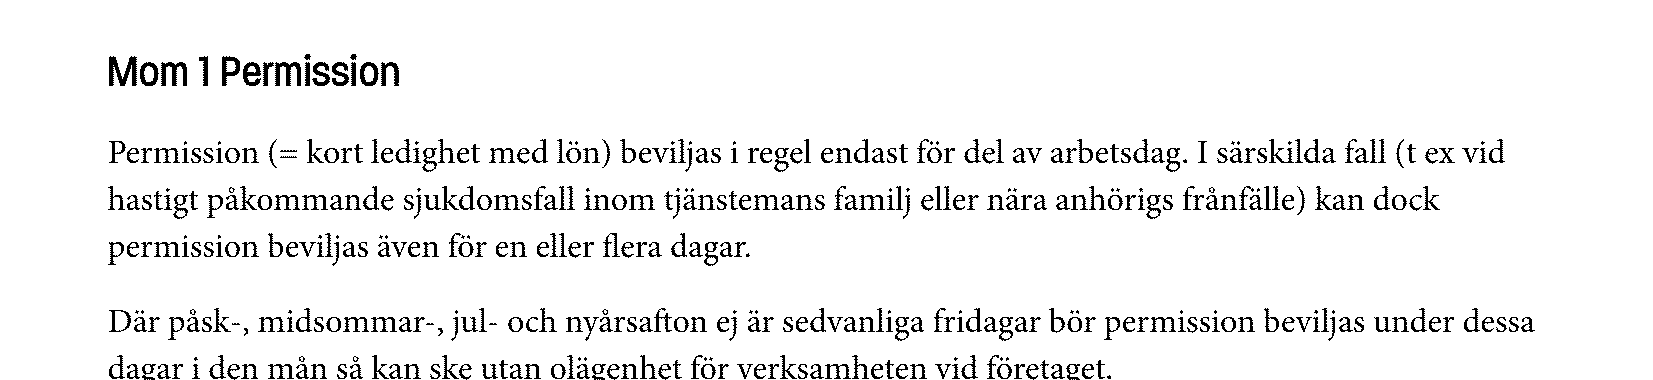 Mom 1 Permission
Permission (= kort ledighet med lön) beviljas i regel endast för del av arbetsdag. I särskilda fall (t ex vid
hastigt påkommande sjukdomsfall inom tjänstemans familj eller nära anhörigs frånfälle) kan dock
permission beviljas även för en eller flera dagar.
Där påsk-, midsommar-, jul- och nyårsafton ej är sedvanliga fridagar bör permission beviljas under dessa
dagar i den mån så kan ske utan olägenhet för verksamheten vid företaget.